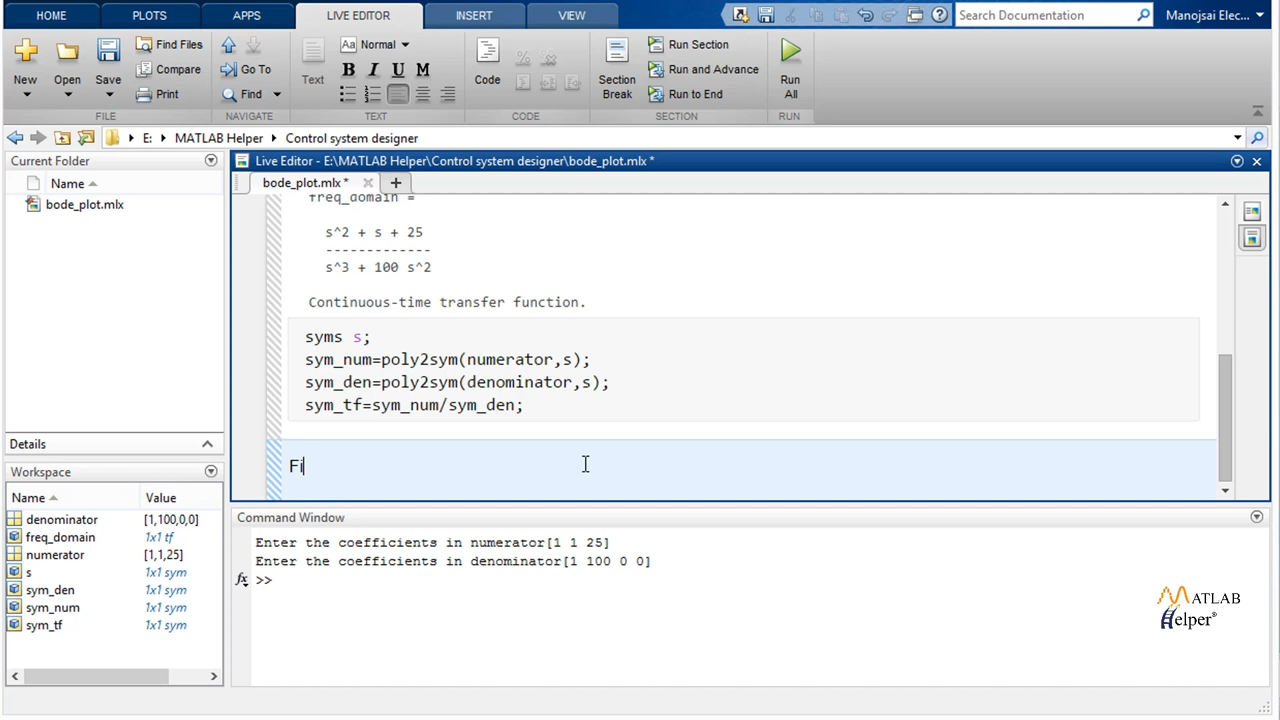 HOME PLOTS APPS LIVE EDITOR INSERT VIEW Search Documentation Manojsai Elec...
New Open Save Find Files Compare Print Go To Find
Text Aa Normal B I U M
Code Section Break Run Section Run and Advance Run to End Run All
FILE NAVIGATE TEXT CODE SECTION RUN
E: MATLAB Helper Control system designer
Current Folder
Name
bode_plot.mlx
Details
Workspace
Name Value
denominator [1,100,0,0]
freq_domain 1x1 tf
numerator [1,1,25]
s 1x1 sym
sym_den 1x1 sym
sym_num 1x1 sym
sym_tf 1x1 sym
Live Editor - E:\MATLAB Helper\Control system designer\bode_plot.mlx *
bode_plot.mlx *
freq_domain =
s^2 + s + 25
-------------
s^3 + 100 s^2
Continuous-time transfer function.
syms s;
sym_num=poly2sym(numerator,s);
sym_den=poly2sym(denominator,s);
sym_tf=sym_num/sym_den;
Fi
Command Window
Enter the coefficients in numerator[1 1 25]
Enter the coefficients in denominator[1 100 0 0]
fx >>
MATLAB
Helper®